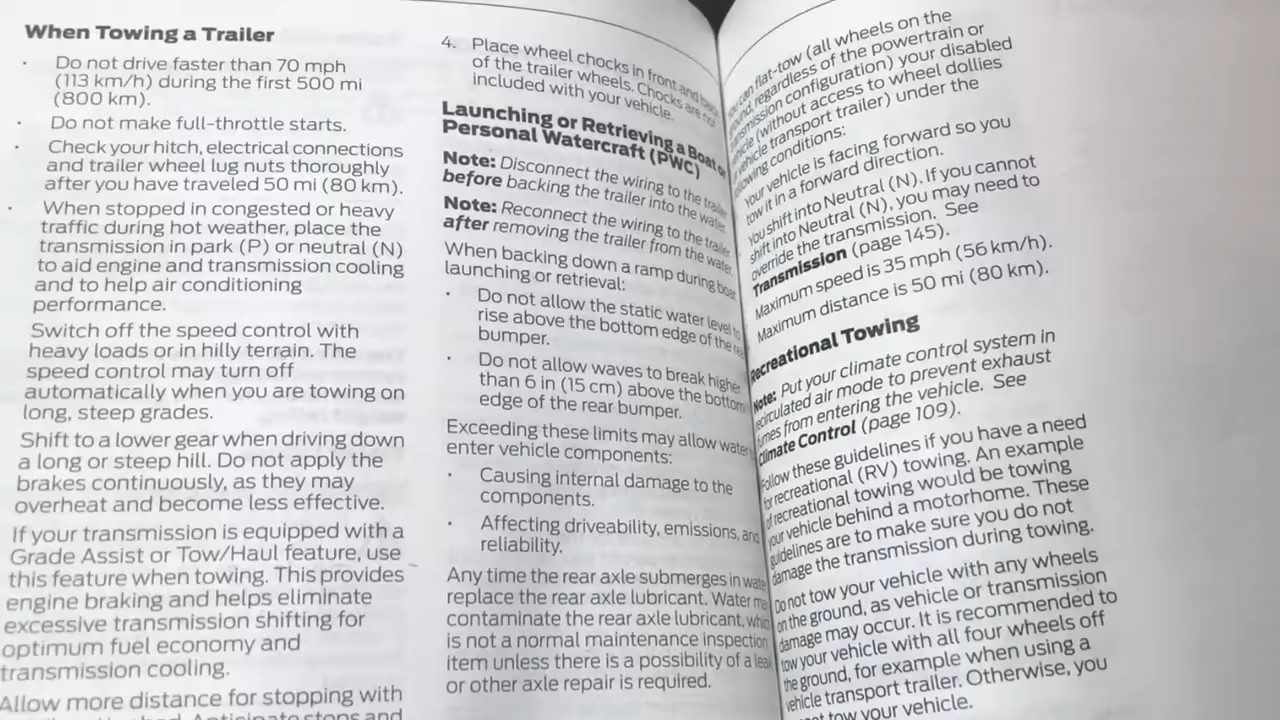 When Towing a Trailer
· Do not drive faster than 70 mph
(113 km/h) during the first 500 mi
(800 km).
· Do not make full-throttle starts.
· Check your hitch, electrical connections
and trailer wheel lug nuts thoroughly
after you have traveled 50 mi (80 km).
· When stopped in congested or heavy
traffic during hot weather, place the
transmission in park (P) or neutral (N)
to aid engine and transmission cooling
and to help air conditioning
performance.
Switch off the speed control with
heavy loads or in hilly terrain. The
speed control may turn off
automatically when you are towing on
long, steep grades.
Shift to a lower gear when driving down
a long or steep hill. Do not apply the
brakes continuously, as they may
overheat and become less effective.
If your transmission is equipped with a
Grade Assist or Tow/Haul feature, use
this feature when towing. This provides
engine braking and helps eliminate
excessive transmission shifting for
optimum fuel economy and
transmission cooling.
Allow more distance for stopping with
stops and
4. Place wheel chocks in front and
of the trailer wheels. Chocks are not
included with your vehicle.
Launching or Retrieving a Boat or
Personal Watercraft (PWC)
Note: Disconnect the wiring to the trailer
before backing the trailer into the water.
Note: Reconnect the wiring to the trailer
after removing the trailer from the water.
When backing down a ramp during boat
launching or retrieval:
· Do not allow the static water level to
rise above the bottom edge of the
bumper.
· Do not allow waves to break higher
than 6 in (15 cm) above the bottom
edge of the rear bumper.
Exceeding these limits may allow water
enter vehicle components:
· Causing internal damage to the
components.
· Affecting driveability, emissions, and
reliability.
Any time the rear axle submerges in
replace the rear axle lubricant. Water
contaminate the rear axle lubricant,
is not a normal maintenance inspection
item unless there is a possibility of a
or other axle repair is required.
can flat-tow (all wheels on the
regardless of the powertrain or
configuration) your disabled
(without access to wheel dollies
transport trailer) under the
conditions:
Your vehicle is facing forward so you
tow it in a forward direction.
You shift into Neutral (N). If you cannot
shift into Neutral (N), you may need to
override the transmission. See
Transmission (page 145).
Maximum speed is 35 mph (56 km/h).
Maximum distance is 50 mi (80 km).
Recreational Towing
Note: Put your climate control system in
recirculated air mode to prevent exhaust
from entering the vehicle. See
Climate Control (page 109).
Follow these guidelines if you have a need
for recreational (RV) towing. An example
of recreational towing would be towing
your vehicle behind a motorhome. These
guidelines are to make sure you do not
damage the transmission during towing.
Do not tow your vehicle with any wheels
on the ground, as vehicle or transmission
damage may occur. It is recommended to
tow your vehicle with all four wheels off
the ground, for example when using a
vehicle transport trailer. Otherwise, you
tow your vehicle.